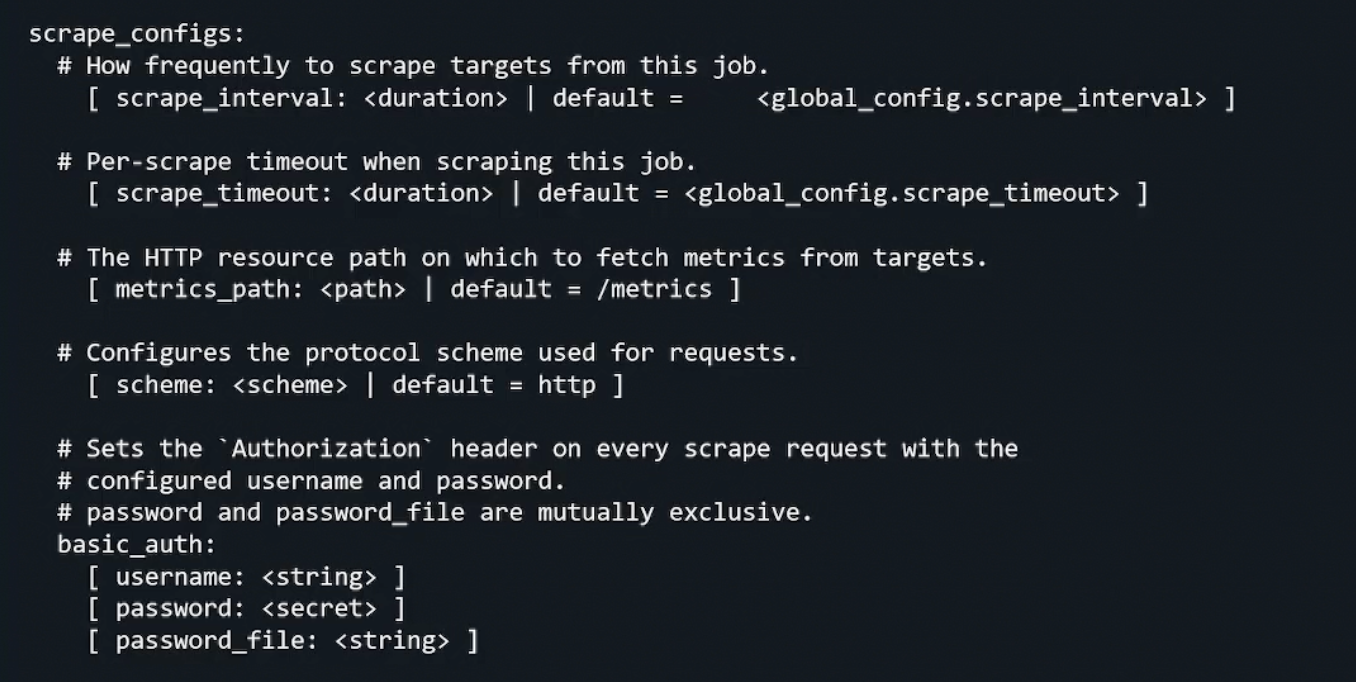 scrape_configs:
  # How frequently to scrape targets from this job.
    [ scrape_interval: <duration> | default =     <global_config.scrape_interval> ]

  # Per-scrape timeout when scraping this job.
    [ scrape_timeout: <duration> | default = <global_config.scrape_timeout> ]

  # The HTTP resource path on which to fetch metrics from targets.
    [ metrics_path: <path> | default = /metrics ]

  # Configures the protocol scheme used for requests.
    [ scheme: <scheme> | default = http ]

  # Sets the `Authorization` header on every scrape request with the
  # configured username and password.
  # password and password_file are mutually exclusive.
  basic_auth:
    [ username: <string> ]
    [ password: <secret> ]
    [ password_file: <string> ]